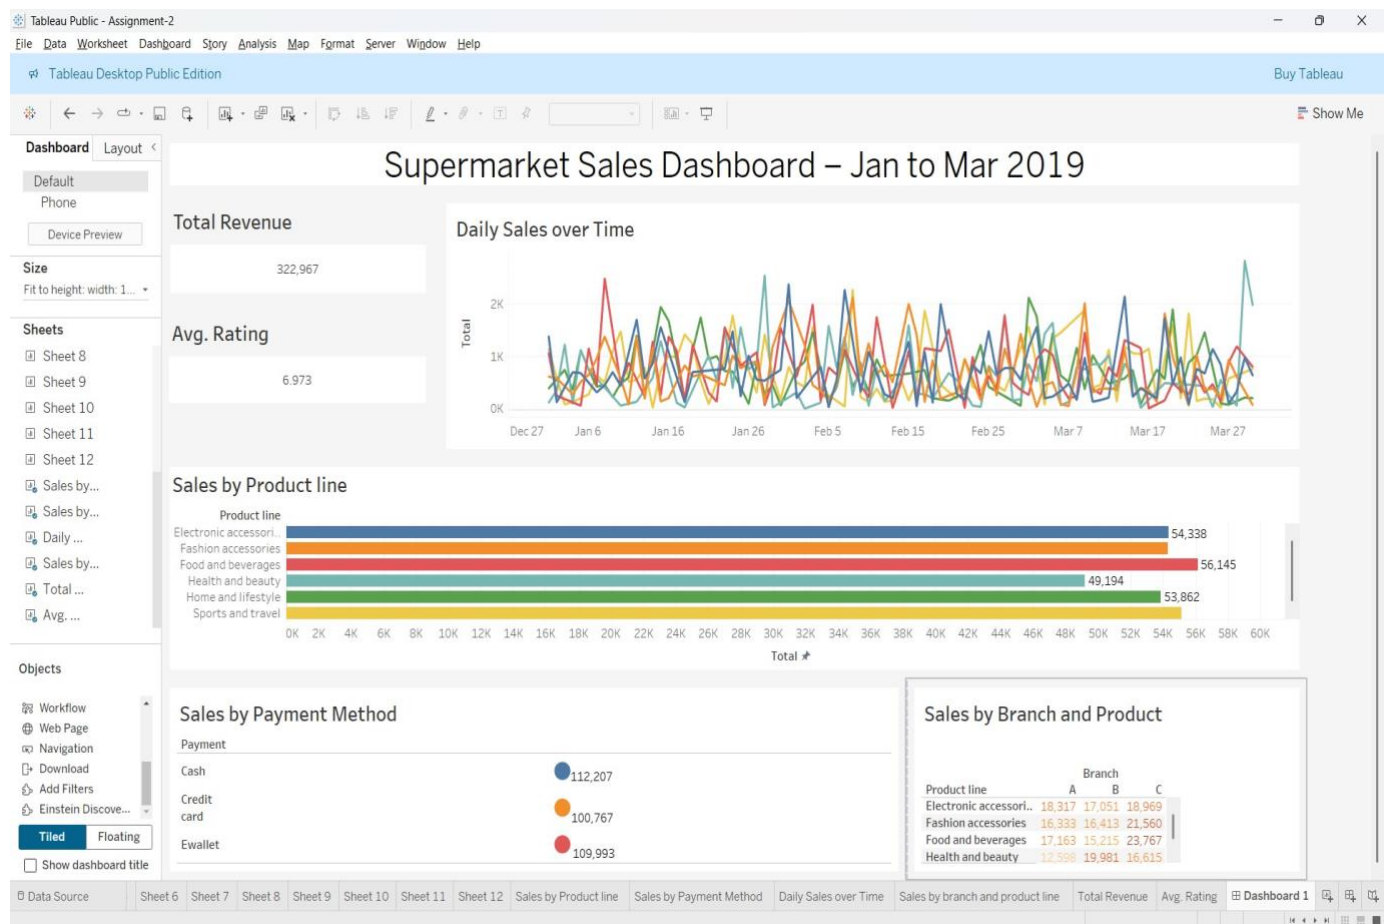 Tableau Public - Assignment-2
File Data Worksheet Dashboard Story Analysis Map Format Server Window Help
Tableau Desktop Public Edition
Buy Tableau
Show Me
Dashboard Layout
Default
Phone
Device Preview
Size
Fit to height: width: 1...
Sheets
Sheet 8
Sheet 9
Sheet 10
Sheet 11
Sheet 12
Sales by...
Sales by...
Daily ...
Sales by...
Total ...
Avg. ...
Objects
Workflow
Web Page
Navigation
Download
Add Filters
Einstein Discove...
Tiled Floating
Show dashboard title
Supermarket Sales Dashboard – Jan to Mar 2019
Total Revenue
322,967
Avg. Rating
6.973
Daily Sales over Time
Total
2K
1K
0K
Dec 27 Jan 6 Jan 16 Jan 26 Feb 5 Feb 15 Feb 25 Mar 7 Mar 17 Mar 27
Sales by Product line
Product line
Electronic accessori.. 54,338
Fashion accessories
Food and beverages 56,145
Health and beauty 49,194
Home and lifestyle 53,862
Sports and travel
0K 2K 4K 6K 8K 10K 12K 14K 16K 18K 20K 22K 24K 26K 28K 30K 32K 34K 36K 38K 40K 42K 44K 46K 48K 50K 52K 54K 56K 58K 60K
Total
Sales by Payment Method
Payment
Cash 112,207
Credit
card 100,767
Ewallet 109,993
Sales by Branch and Product
Branch
Product line A B C
Electronic accessori.. 18,317 17,051 18,969
Fashion accessories 16,333 16,413 21,560
Food and beverages 17,163 15,215 23,767
Health and beauty 12,598 19,981 16,615
Data Source Sheet 6 Sheet 7 Sheet 8 Sheet 9 Sheet 10 Sheet 11 Sheet 12 Sales by Product line Sales by Payment Method Daily Sales over Time Sales by branch and product line Total Revenue Avg. Rating Dashboard 1